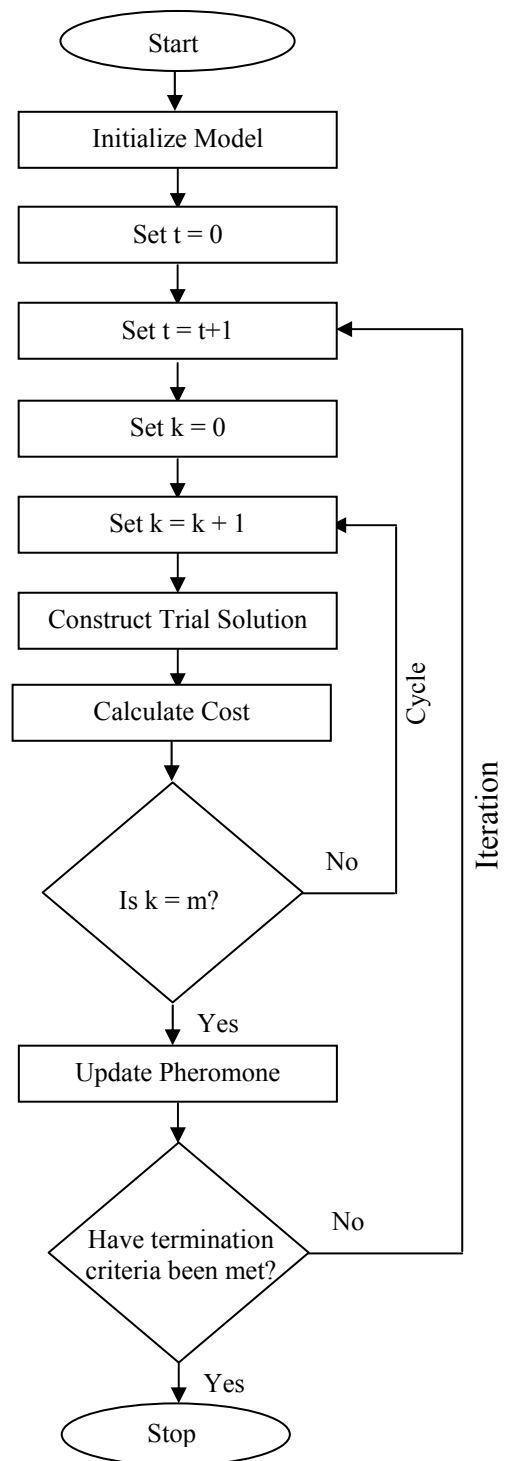 Start
Initialize Model
Set t = 0
Set t = t+1
Set k = 0
Set k = k + 1
Construct Trial Solution
Calculate Cost
Cycle
Iteration
No
Is k = m?
Yes
Update Pheromone
No
Have termination
criteria been met?
Yes
Stop